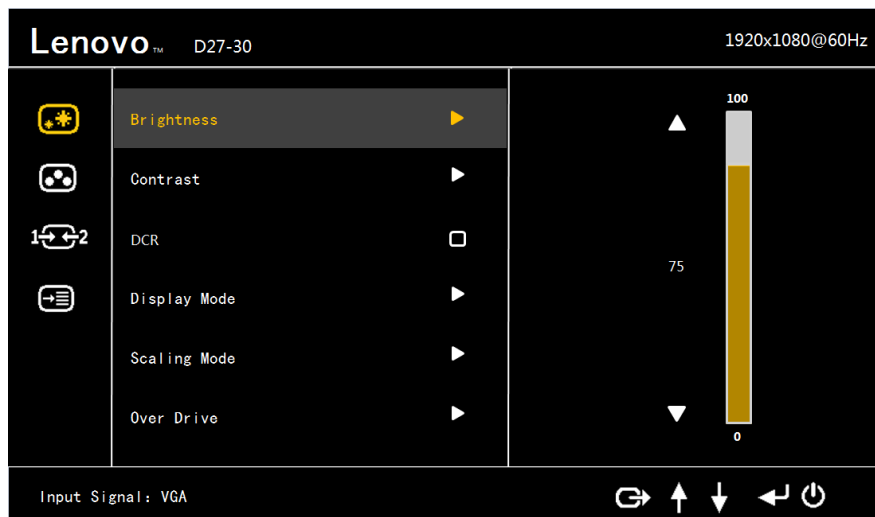 Lenovo™ D27-30 1920x1080@60Hz
100
Brightness
Contrast
1 2 DCR
75
Display Mode
Scaling Mode
Over Drive
0
Input Signal: VGA